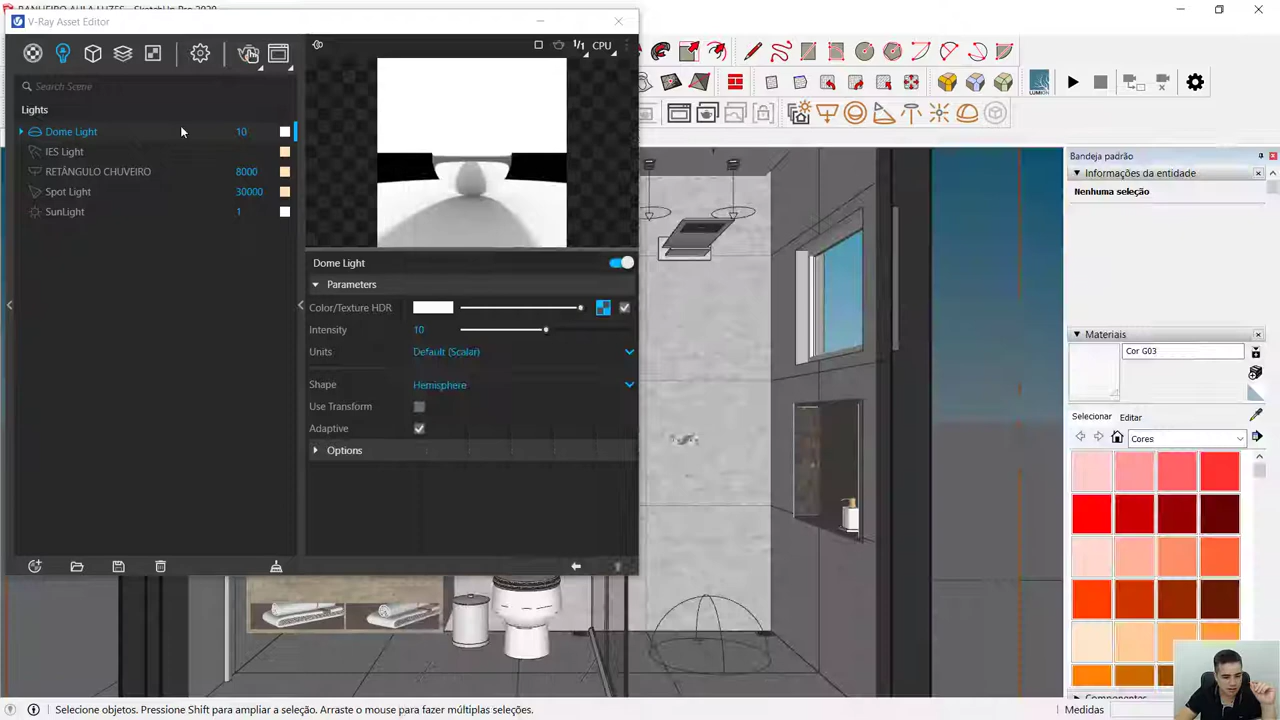 BANHEIRO AULA LUZES - SketchUp Pro 2020
V-Ray Asset Editor
1/1 CPU
Search Scene
Lights
Dome Light 10
IES Light
RETÂNGULO CHUVEIRO 8000
Spot Light 30000
SunLight 1
Dome Light
Parameters
Color/Texture HDR
Intensity 10
Units Default (Scalar)
Shape Hemisphere
Use Transform
Adaptive
Options
LUMION
Bandeja padrão
Informações da entidade
Nenhuma seleção
Materiais
Cor G03
Selecionar Editar
Cores
Componentes
Selecione objetos. Pressione Shift para ampliar a seleção. Arraste o mouse para fazer múltiplas seleções.
Medidas